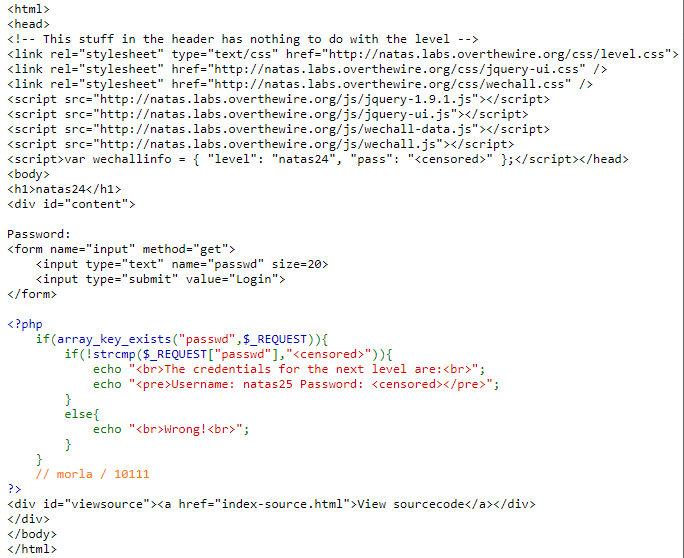 <html>
<head>
<!-- This stuff in the header has nothing to do with the level -->
<link rel="stylesheet" type="text/css" href="http://natas.labs.overthewire.org/css/level.css">
<link rel="stylesheet" href="http://natas.labs.overthewire.org/css/jquery-ui.css" />
<link rel="stylesheet" href="http://natas.labs.overthewire.org/css/wechall.css" />
<script src="http://natas.labs.overthewire.org/js/jquery-1.9.1.js"></script>
<script src="http://natas.labs.overthewire.org/js/jquery-ui.js"></script>
<script src="http://natas.labs.overthewire.org/js/wechall-data.js"></script>
<script src="http://natas.labs.overthewire.org/js/wechall.js"></script>
<script>var wechallinfo = { "level": "natas24", "pass": "<censored>" };</script></head>
<body>
<h1>natas24</h1>
<div id="content">

Password:
<form name="input" method="get">
    <input type="text" name="passwd" size=20>
    <input type="submit" value="Login">
</form>

<?php
    if(array_key_exists("passwd",$_REQUEST)){
        if(!strcmp($_REQUEST["passwd"],"<censored>")){
            echo "<br>The credentials for the next level are:<br>";
            echo "<pre>Username: natas25 Password: <censored></pre>";
        }
        else{
            echo "<br>Wrong!<br>";
        }
    }
    // morla / 10111
?>
<div id="viewsource"><a href="index-source.html">View sourcecode</a></div>
</div>
</body>
</html>